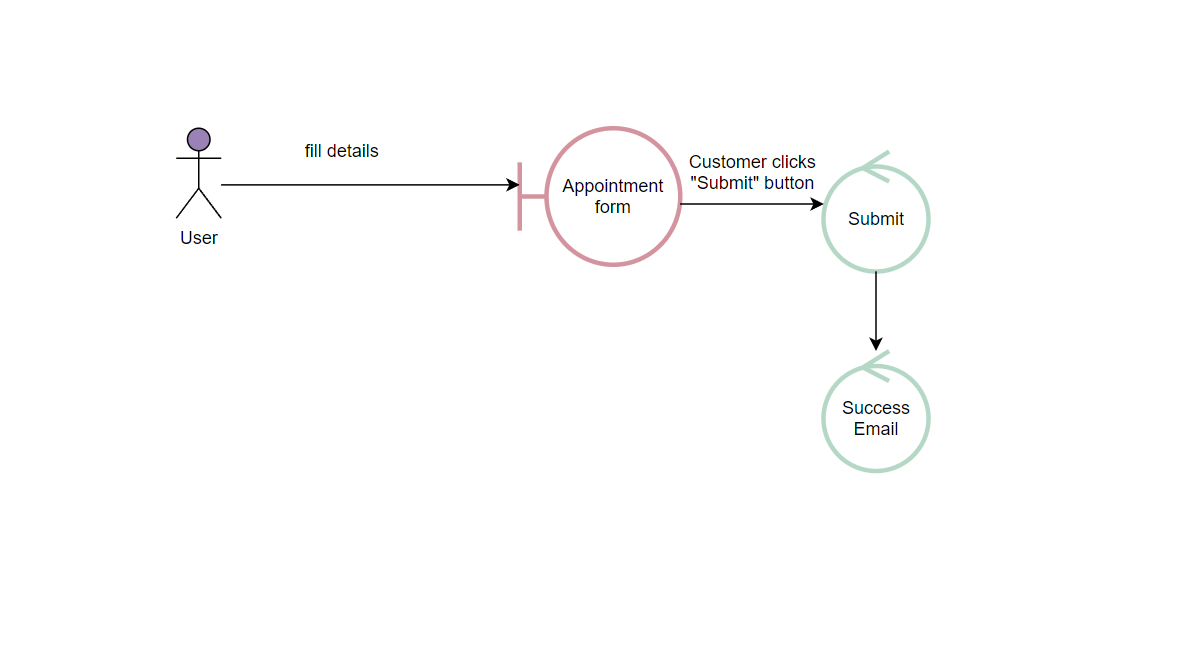 fill details
User
Appointment
form
Customer clicks
"Submit" button
Submit
Success
Email